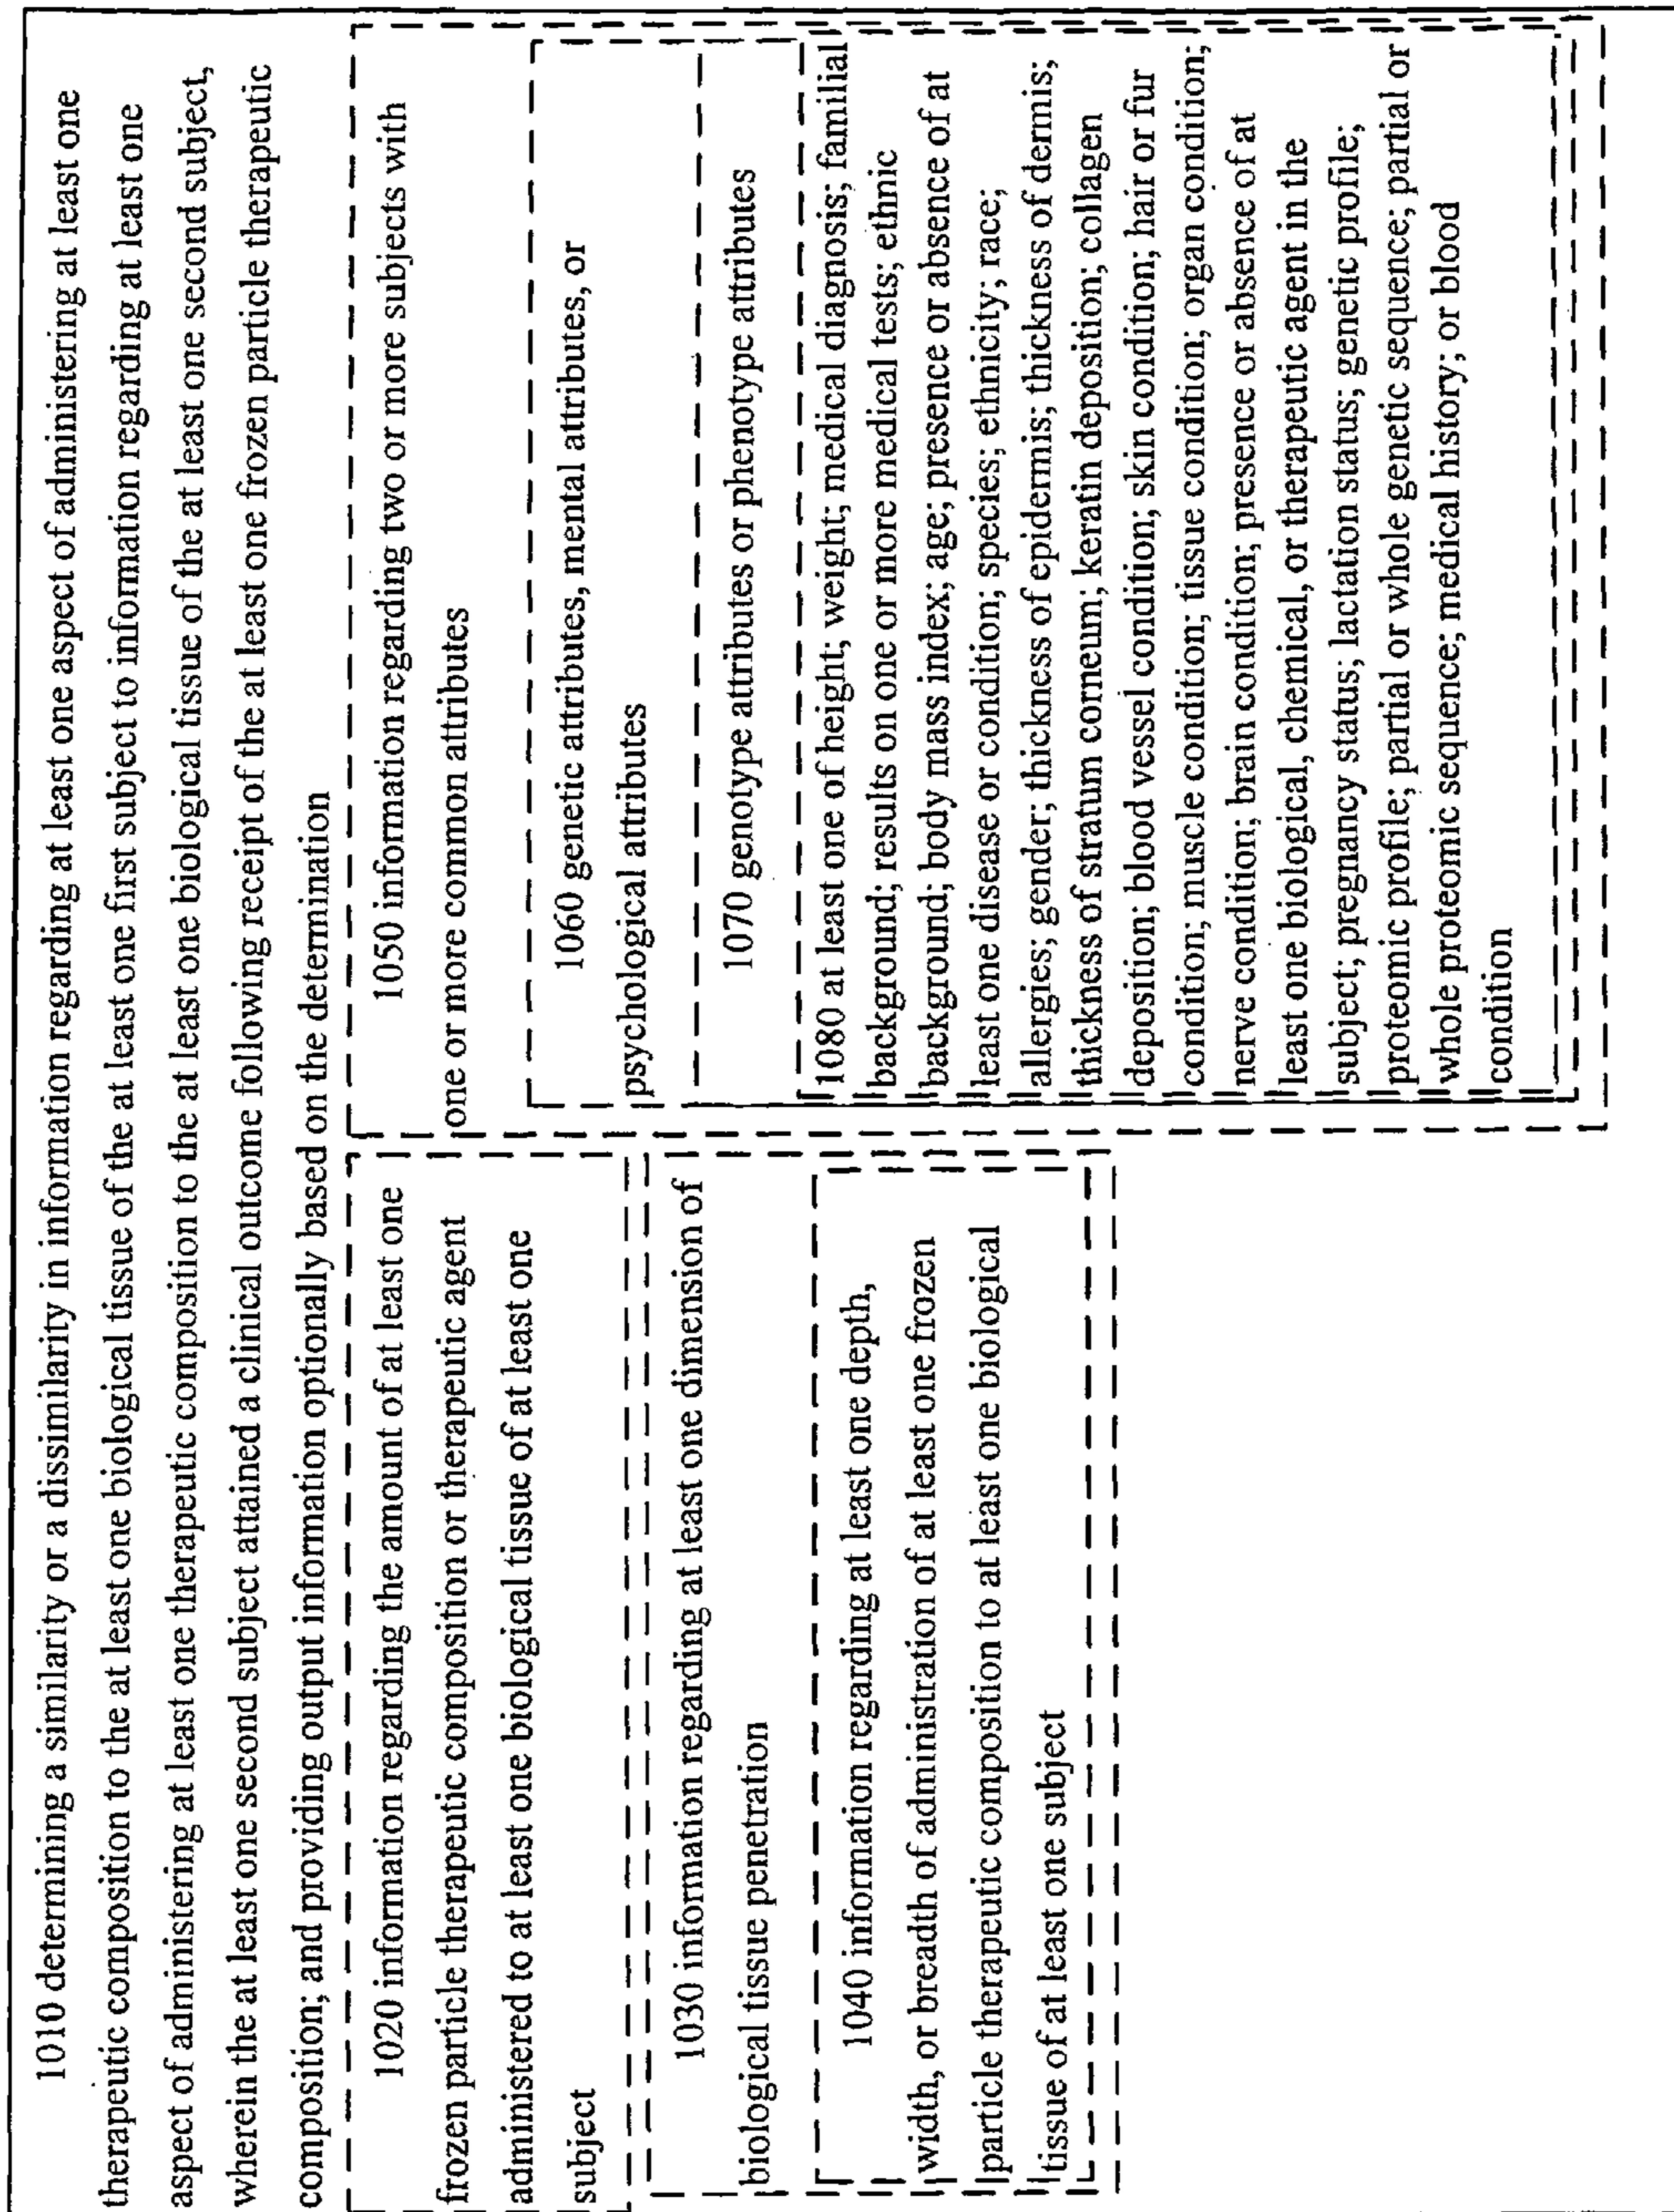 1010 determining a similarity or a dissimilarity in information regarding at least one aspect of administering at least one
therapeutic composition to the at least one biological tissue of the at least one first subject to information regarding at least one
aspect of administering at least one therapeutic composition to the at least one biological tissue of the at least one second subject,
wherein the at least one second subject attained a clinical outcome following receipt of the at least one frozen particle therapeutic
composition; and providing output information optionally based on the determination
1020 information regarding the amount of at least one
frozen particle therapeutic composition or therapeutic agent
administered to at least one biological tissue of at least one
subject
1030 information regarding at least one dimension of
biological tissue penetration
1040 information regarding at least one depth,
width, or breadth of administration of at least one frozen
particle therapeutic composition to at least one biological
tissue of at least one subject
1050 information regarding two or more subjects with
one or more common attributes
1060 genetic attributes, mental attributes, or
psychological attributes
1070 genotype attributes or phenotype attributes
1080 at least one of height; weight; medical diagnosis; familial
background; results on one or more medical tests; ethnic
background; body mass index; age; presence or absence of at
least one disease or condition; species; ethnicity; race;
allergies; gender; thickness of epidermis; thickness of dermis;
thickness of stratum corneum; keratin deposition; collagen
deposition; blood vessel condition; skin condition; hair or fur
condition; muscle condition; tissue condition; organ condition;
nerve condition; brain condition; presence or absence of at
least one biological, chemical, or therapeutic agent in the
subject; pregnancy status; lactation status; genetic profile;
proteomic profile; partial or whole genetic sequence; partial or
whole proteomic sequence; medical history; or blood
condition